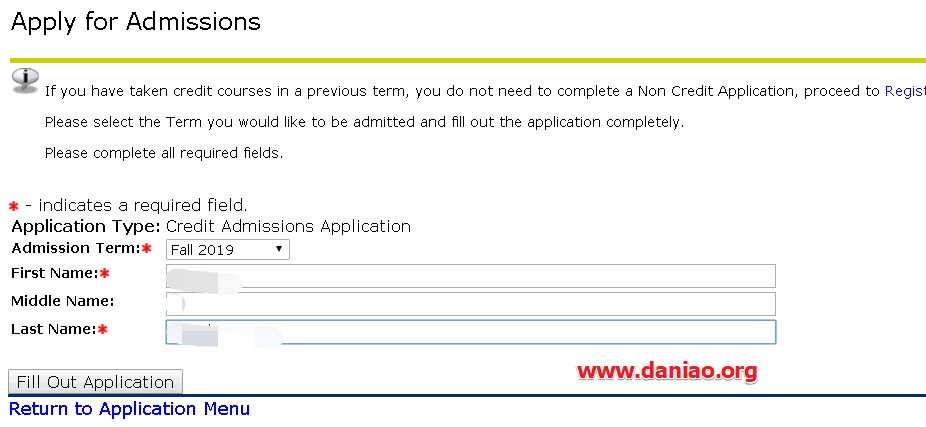 Apply for Admissions
If you have taken credit courses in a previous term, you do not need to complete a Non Credit Application, proceed to Regist
Please select the Term you would like to be admitted and fill out the application completely.
Please complete all required fields.
* - indicates a required field.
Application Type: Credit Admissions Application
Admission Term:* Fall 2019
First Name:*
Middle Name:
Last Name:*
www.daniao.org
Fill Out Application
Return to Application Menu